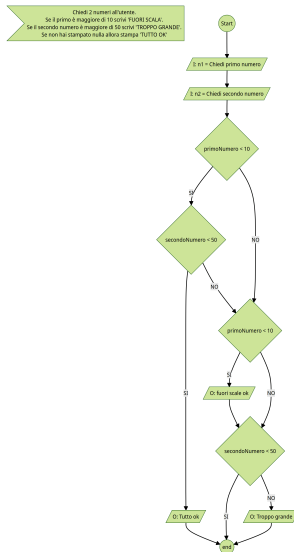 Chiedi 2 numeri all'utente.
Se il primo è maggiore di 10 scrivi 'FUORI SCALA'.
Se il secondo numero è maggiore di 50 scrivi 'TROPPO GRANDE'.
Se non hai stampato nulla allora stampa 'TUTTO OK'
Start
I: n1 = Chiedi primo numero
I: n2 = Chiedi secondo numero
primoNumero < 10
SI
NO
secondoNumero < 50
NO
primoNumero < 10
SI
SI
NO
O: fuori scale ok
secondoNumero < 50
SI
NO
O: Tutto ok
O: Troppo grande
end